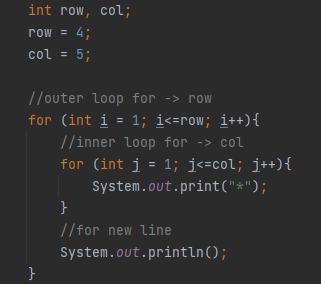 int row, col;
row = 4;
col = 5;
//outer loop for -> row
for (int i = 1; i<=row; i++){
//inner loop for -> col
for (int j = 1; j<=col; j++){
System.out.print("*");
}
//for new line
System.out.println();
}